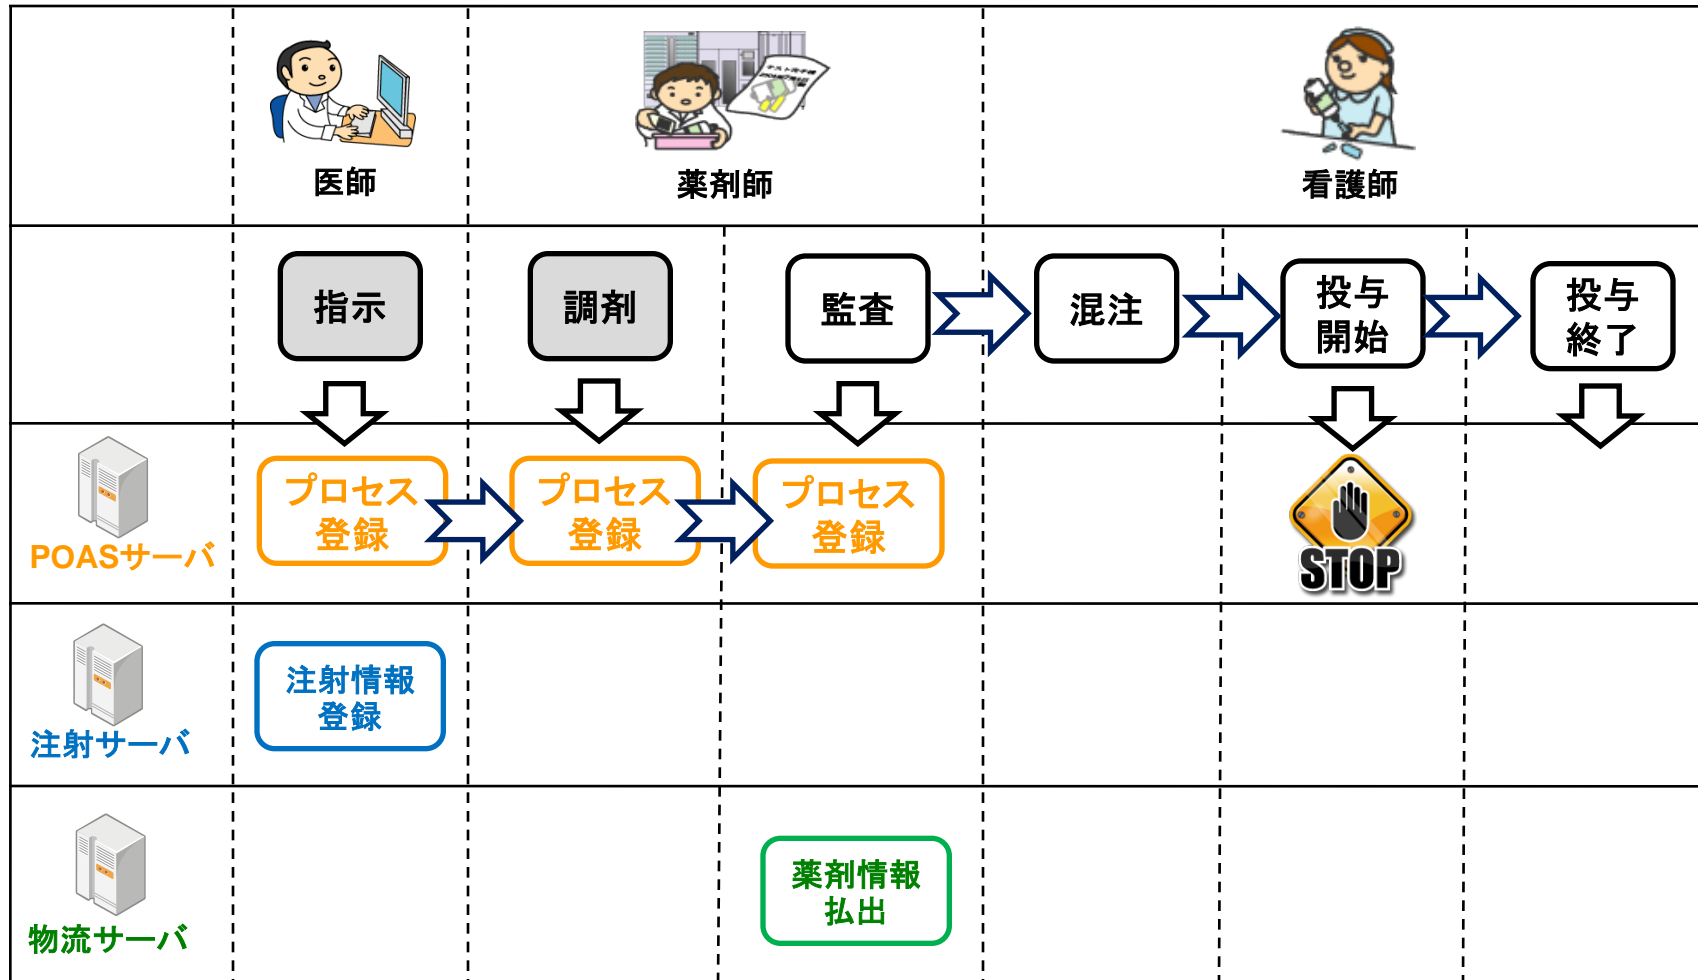 医師
薬剤師
看護師
指示
調剤
監査
混注
投与
開始
投与
終了
プロセス
登録
プロセス
登録
プロセス
登録
STOP
POASサーバ
注射情報
登録
注射サーバ
薬剤情報
払出
物流サーバ